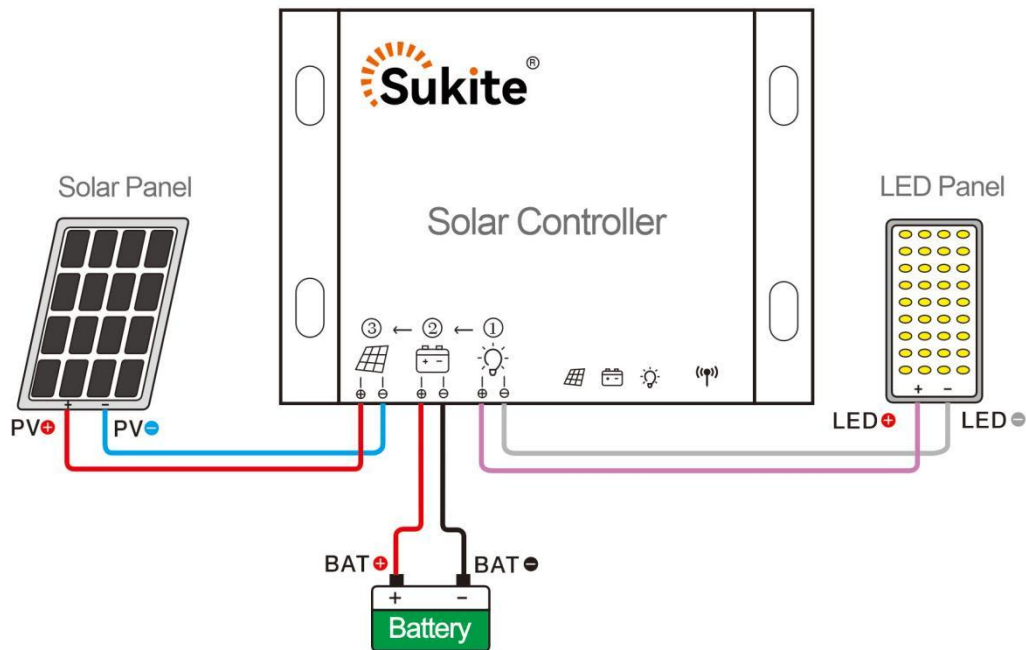 Sukite®
Solar Panel
LED Panel
Solar Controller
③ ← ② ← ①
+ −
⊕ ⊖ ⊕ ⊖ ⊕ ⊖
+ −
+ −
PV⊕ PV⊖
LED⊕ LED⊖
BAT⊕ BAT⊖
+ −
Battery